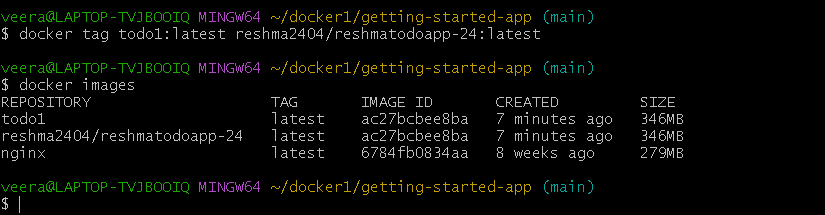 veera@LAPTOP-TVJBOOIQ MINGW64 ~/docker1/getting-started-app (main)
$ docker tag todo1:latest reshma2404/reshmatodoapp-24:latest
veera@LAPTOP-TVJBOOIQ MINGW64 ~/docker1/getting-started-app (main)
$ docker images
REPOSITORY TAG IMAGE ID CREATED SIZE
todo1 latest ac27bcbee8ba 7 minutes ago 346MB
reshma2404/reshmatodoapp-24 latest ac27bcbee8ba 7 minutes ago 346MB
nginx latest 6784fb0834aa 8 weeks ago 279MB
veera@LAPTOP-TVJBOOIQ MINGW64 ~/docker1/getting-started-app (main)
$